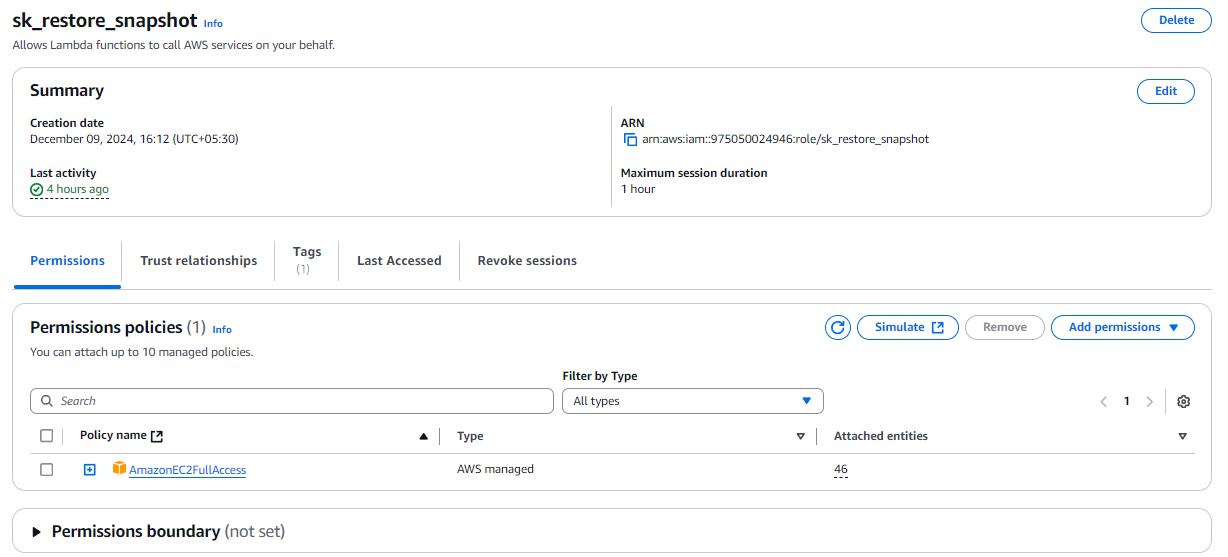 sk_restore_snapshot Info
Delete
Allows Lambda functions to call AWS services on your behalf.
Summary
Edit
Creation date
December 09, 2024, 16:12 (UTC+05:30)
ARN
arn:aws:iam::975050024946:role/sk_restore_snapshot
Last activity
4 hours ago
Maximum session duration
1 hour
Permissions
Trust relationships
Tags
(1)
Last Accessed
Revoke sessions
Permissions policies (1) Info
Simulate
Remove
Add permissions
You can attach up to 10 managed policies.
Filter by Type
Search
All types
1
Policy name
Type
Attached entities
AmazonEC2FullAccess
AWS managed
46
Permissions boundary (not set)